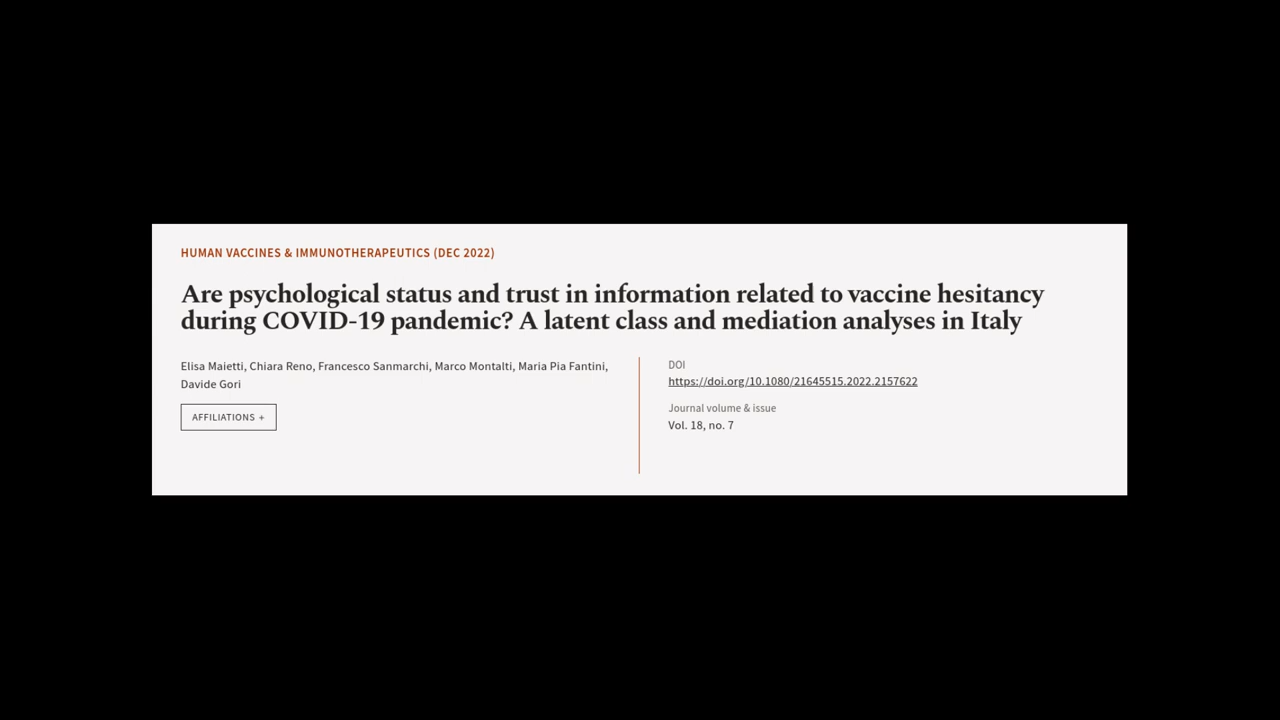 HUMAN VACCINES & IMMUNOTHERAPEUTICS (DEC 2022)
Are psychological status and trust in information related to vaccine hesitancy
during COVID-19 pandemic? A latent class and mediation analyses in Italy
Elisa Maietti, Chiara Reno, Francesco Sanmarchi, Marco Montalti, Maria Pia Fantini,
Davide Gori
AFFILIATIONS +
DOI
https://doi.org/10.1080/21645515.2022.2157622
Journal volume & issue
Vol. 18, no. 7